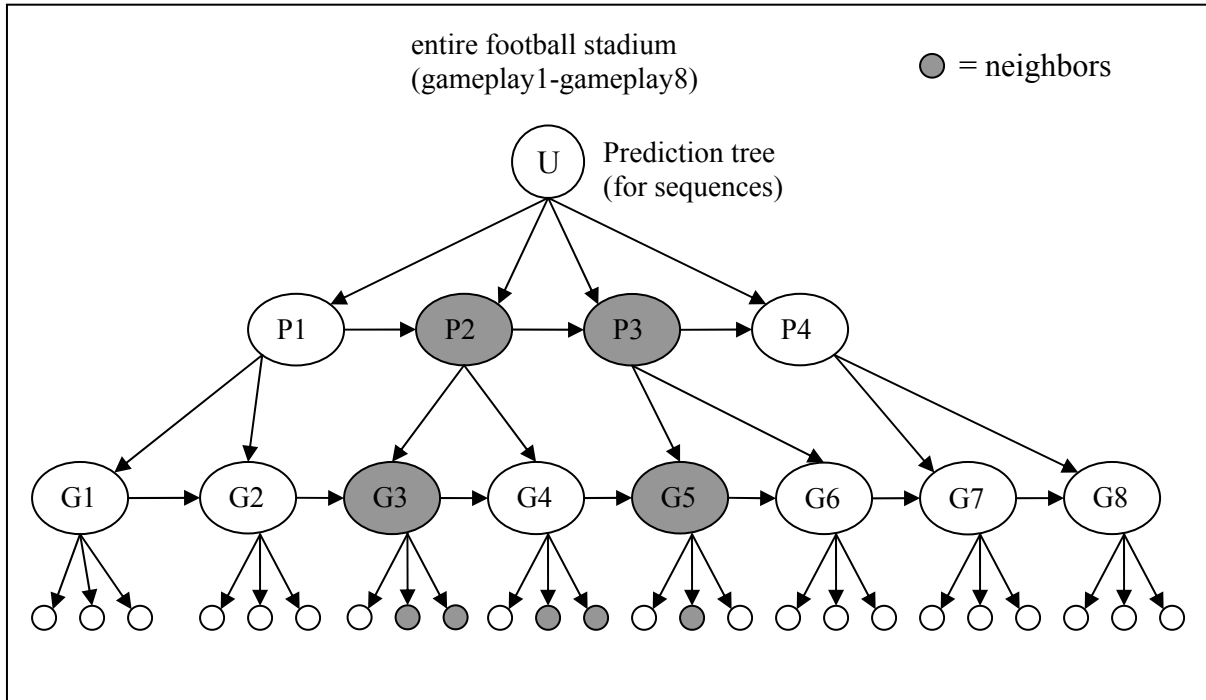 entire football stadium
(gameplay1-gameplay8)
= neighbors
U
Prediction tree
(for sequences)
P1
P2
P3
P4
G1
G2
G3
G4
G5
G6
G7
G8